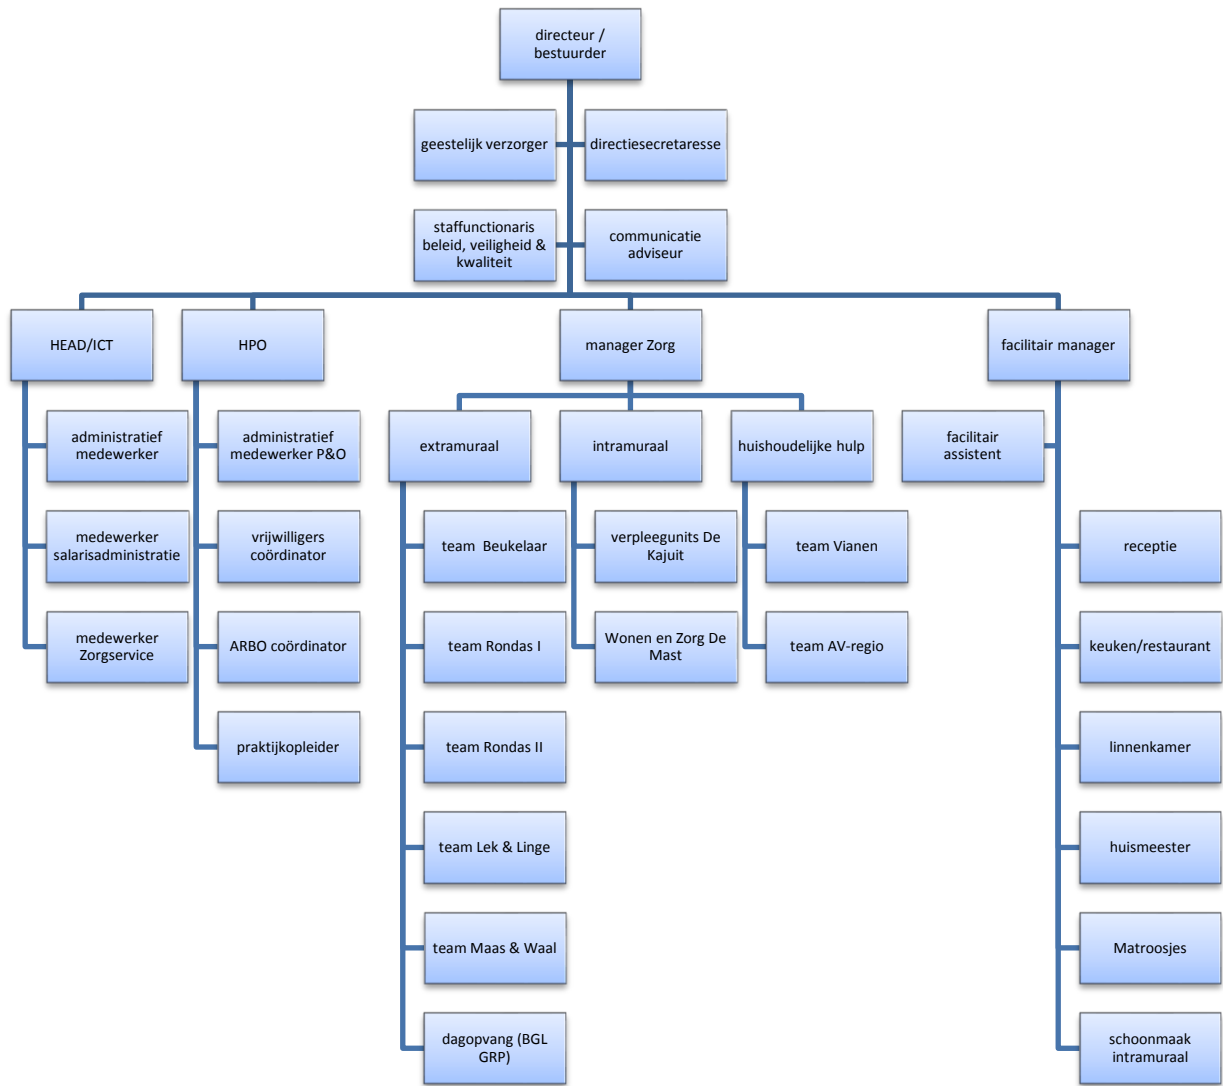 directeur /
bestuurder
geestelijk verzorger
directiesecretaresse
staffunctionaris
beleid, veiligheid &
kwaliteit
communicatie
adviseur
HEAD/ICT
HPO
manager Zorg
facilitair manager
administratief
medewerker
administratief
medewerker P&O
extramuraal
intramuraal
huishoudelijke hulp
facilitair
assistent
medewerker
salarisadministratie
vrijwilligers
coördinator
team Beukelaar
verpleegunits De
Kajuit
team Vianen
receptie
medewerker
Zorgservice
ARBO coördinator
team Rondas I
Wonen en Zorg De
Mast
team AV-regio
keuken/restaurant
praktijkopleider
team Rondas II
linnenkamer
team Lek & Linge
huismeester
team Maas & Waal
Matroosjes
dagopvang (BGL
GRP)
schoonmaak
intramuraal